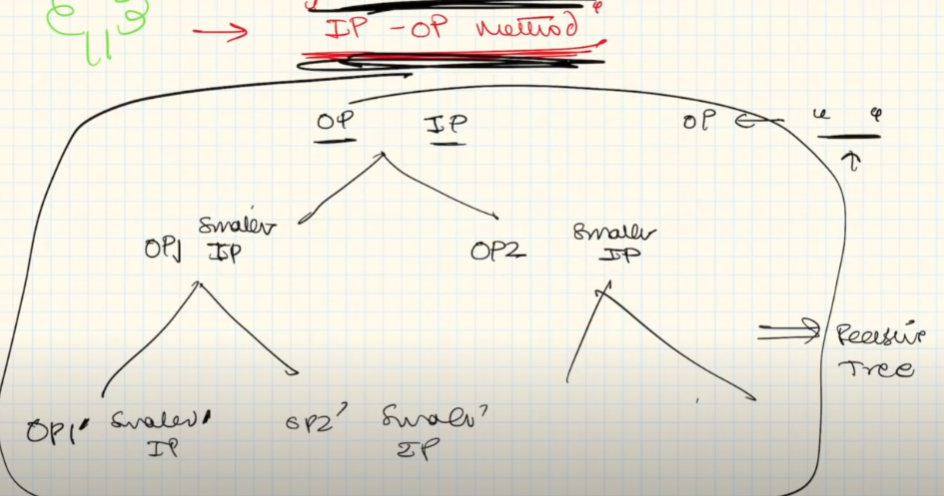 IP - OP Method
OP IP
OP ← " "
OP1 Smaller IP
OP2 Smaller IP
Recursive Tree
OP1' Smaller' IP
OP2' Smaller' IP